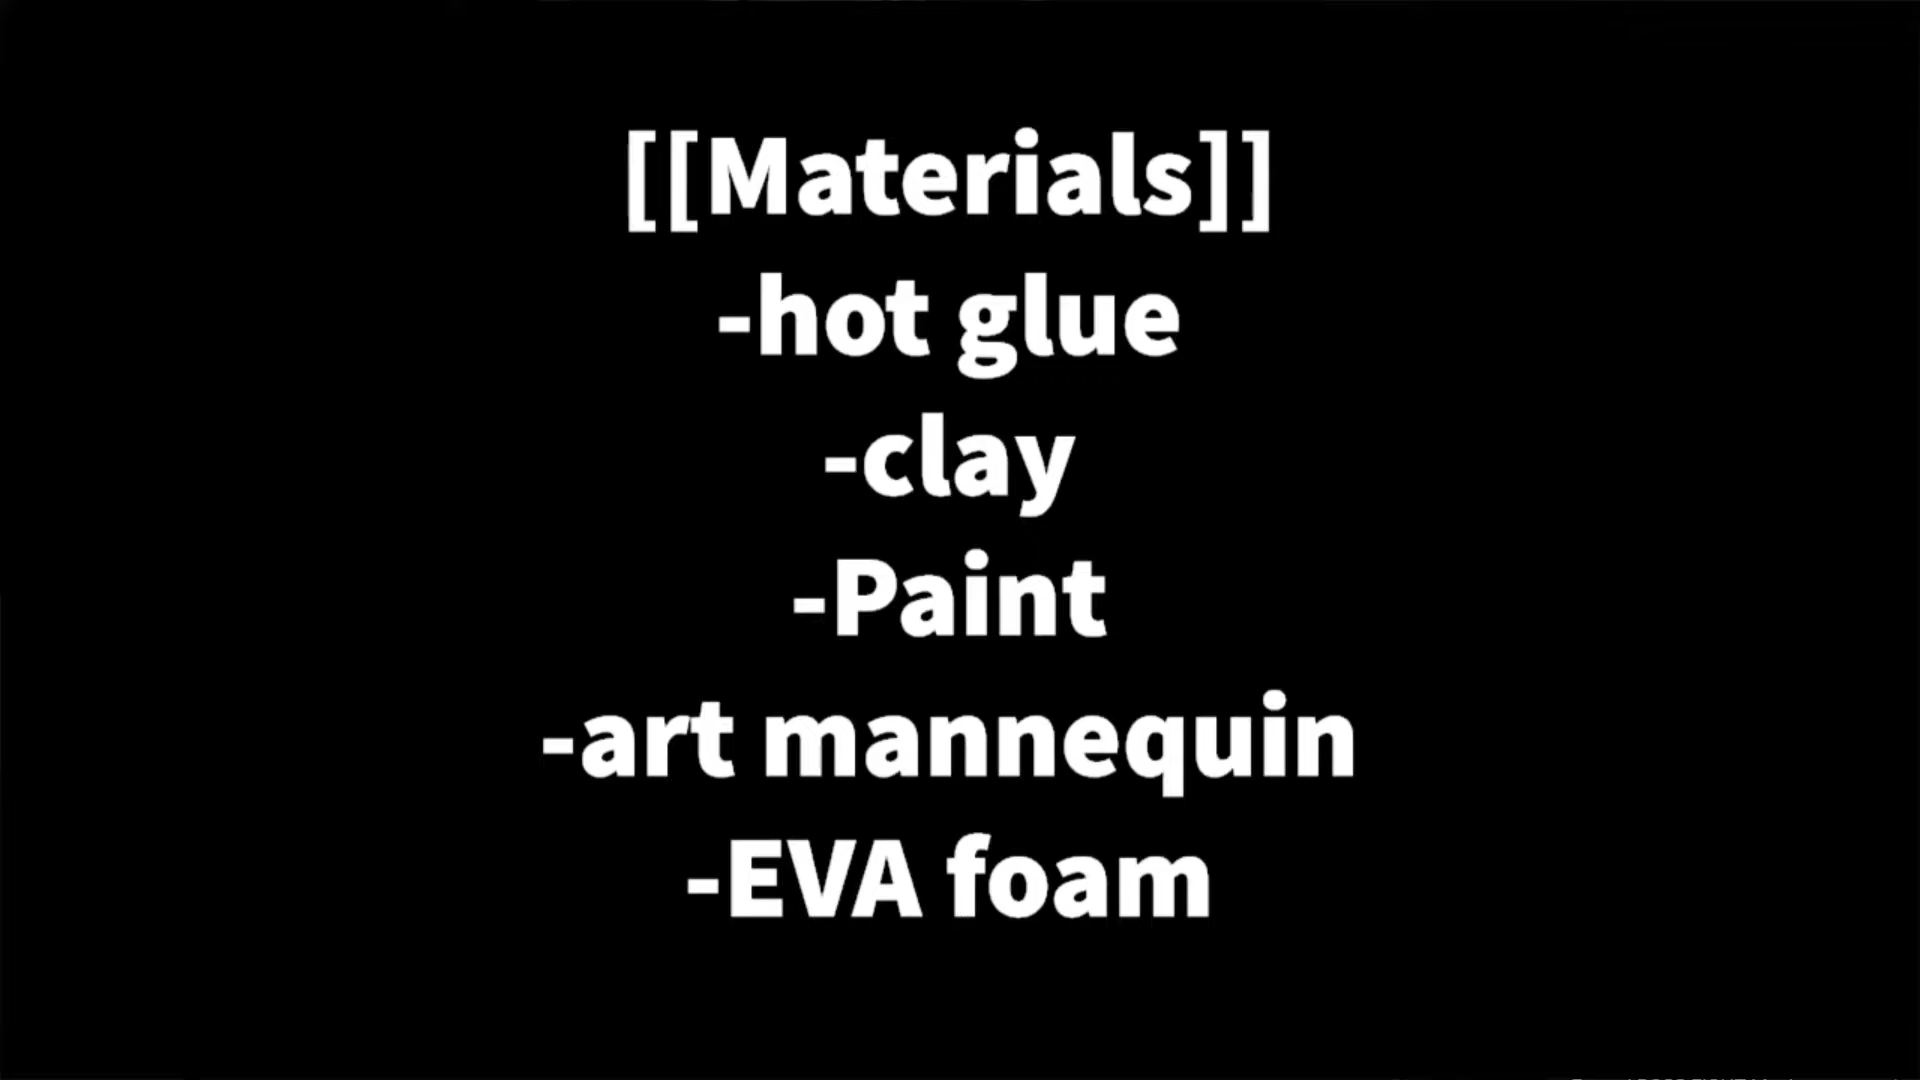 [[Materials]]
-hot glue
-clay
-Paint
-art mannequin
-EVA foam